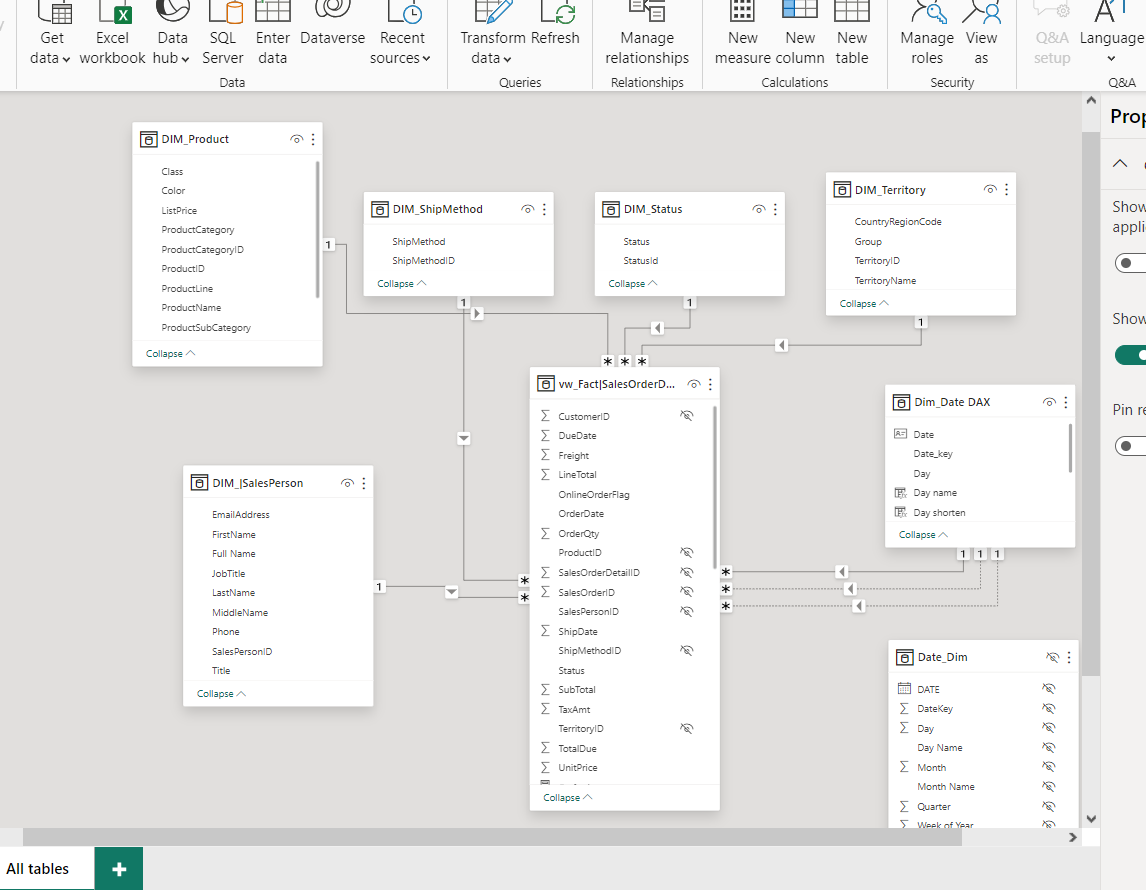 Get data
Excel workbook
Data hub
SQL Server
Enter data
Dataverse
Recent sources
Data
Transform data
Refresh
Queries
Manage relationships
Relationships
New measure
New column
New table
Calculations
Manage roles
View as
Security
Q&A setup
Language
Q&A
DIM_Product
Class
Color
ListPrice
ProductCategory
ProductCategoryID
ProductID
ProductLine
ProductName
ProductSubCategory
Collapse
1
DIM_ShipMethod
ShipMethod
ShipMethodID
Collapse
1
DIM_Status
Status
StatusId
Collapse
1
DIM_Territory
CountryRegionCode
Group
TerritoryID
TerritoryName
Collapse
1
* * *
vw_Fact|SalesOrderD...
CustomerID
DueDate
Freight
LineTotal
OnlineOrderFlag
OrderDate
OrderQty
ProductID
SalesOrderDetailID
SalesOrderID
SalesPersonID
ShipDate
ShipMethodID
Status
SubTotal
TaxAmt
TerritoryID
TotalDue
UnitPrice
Collapse
*
*
*
*
*
Dim_Date DAX
Date
Date_key
Day
Day name
Day shorten
Collapse
1 1 1
DIM_|SalesPerson
EmailAddress
FirstName
Full Name
JobTitle
LastName
MiddleName
Phone
SalesPersonID
Title
Collapse
1
Date_Dim
DATE
DateKey
Day
Day Name
Month
Month Name
Quarter
Week of Year
Prop
Show
appli
Show
Pin re
All tables
+